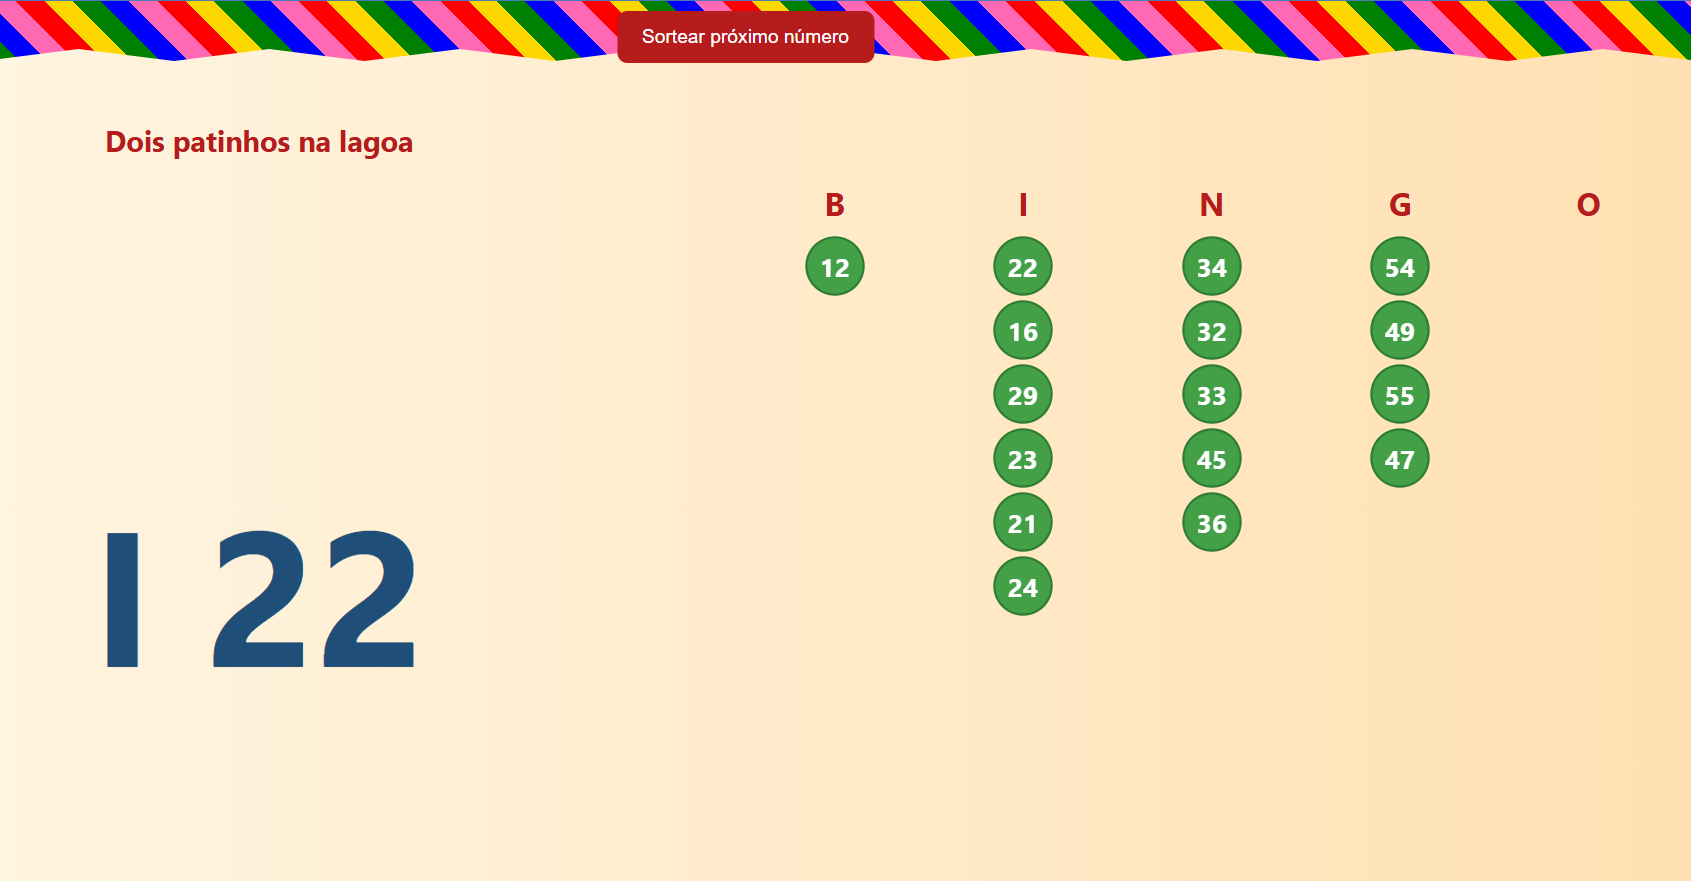 Sortear próximo número
Dois patinhos na lagoa
B I N G O
12 22 34 54
16 32 49
29 33 55
23 45 47
21 36
24
I 22